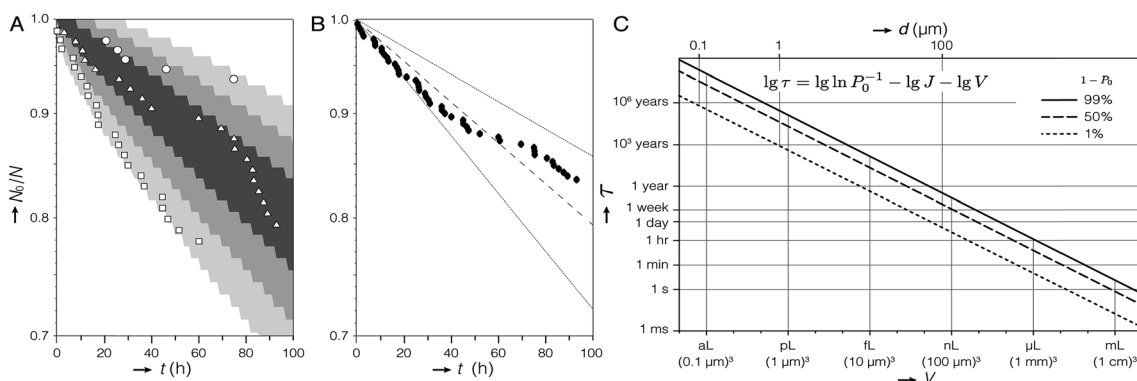 A
1.0
0.9
0.8
0.7
→ N₀/N
0 20 40 60 80 100
→ t (h)
B
1.0
0.9
0.8
0.7
0 20 40 60 80 100
→ t (h)
C
→ d (µm)
0.1 1 100
lg τ = lg ln P₀⁻¹ − lg J − lg V
1 − P₀
99%
50%
1%
10⁶ years
10³ years
1 year
1 week
1 day
1 hr
1 min
1 s
1 ms
→ τ
aL pL fL nL µL mL
(0.1 µm)³ (1 µm)³ (10 µm)³ (100 µm)³ (1 mm)³ (1 cm)³
→ V